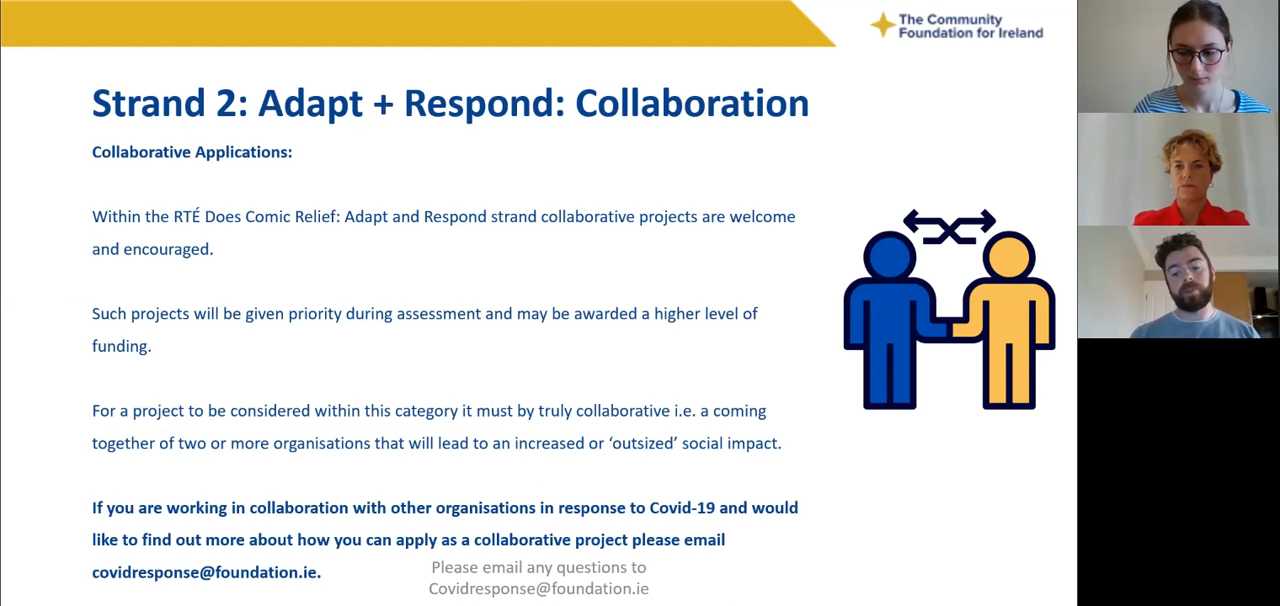 The Community
Foundation for Ireland
Strand 2: Adapt + Respond: Collaboration
Collaborative Applications:
Within the RTÉ Does Comic Relief: Adapt and Respond strand collaborative projects are welcome
and encouraged.
Such projects will be given priority during assessment and may be awarded a higher level of
funding.
For a project to be considered within this category it must by truly collaborative i.e. a coming
together of two or more organisations that will lead to an increased or ‘outsized’ social impact.
If you are working in collaboration with other organisations in response to Covid-19 and would
like to find out more about how you can apply as a collaborative project please email
covidresponse@foundation.ie.
Please email any questions to
Covidresponse@foundation.ie